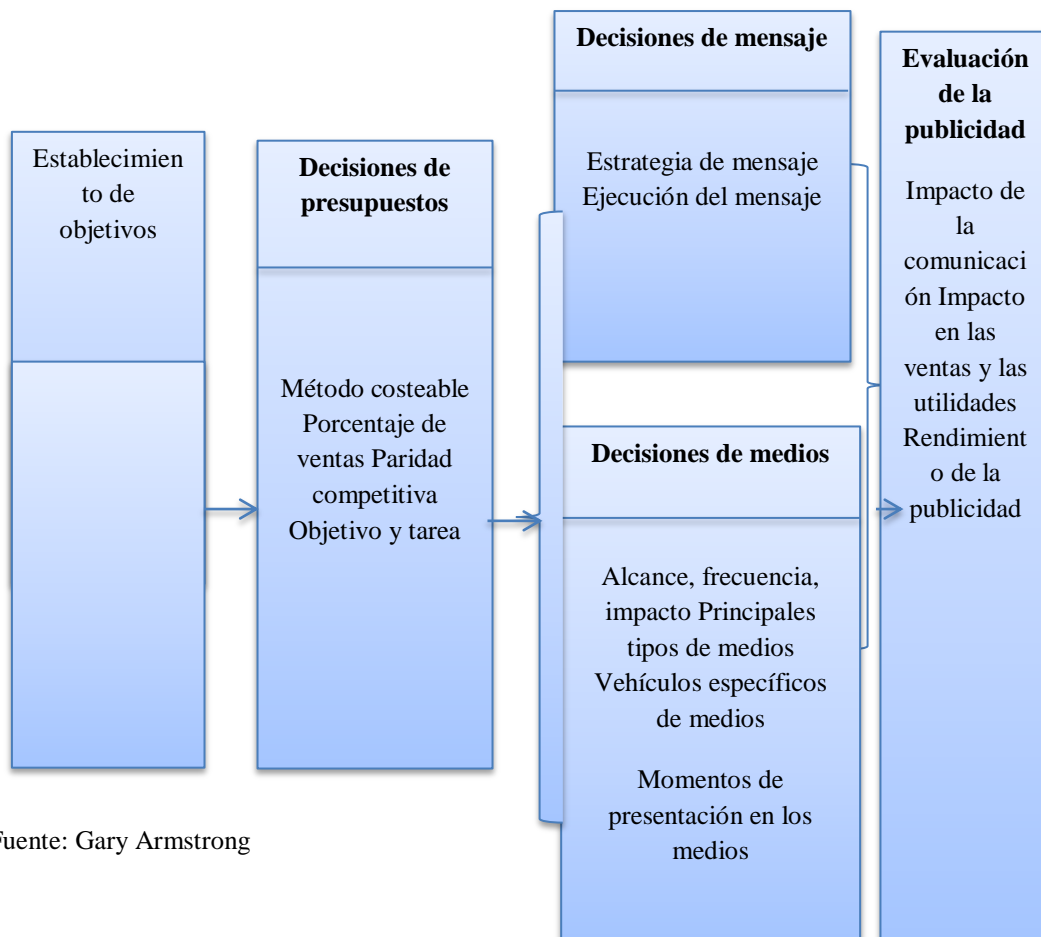 Establecimien
to de
objetivos
Decisiones de
presupuestos
Método costeable
Porcentaje de
ventas Paridad
competitiva
Objetivo y tarea
Decisiones de mensaje
Estrategia de mensaje
Ejecución del mensaje
Decisiones de medios
Alcance, frecuencia,
impacto Principales
tipos de medios
Vehículos específicos
de medios
Momentos de
presentación en los
medios
Evaluación
de la
publicidad
Impacto de
la
comunicaci
ón Impacto
en las
ventas y las
utilidades
Rendimient
o de la
publicidad
Fuente: Gary Armstrong